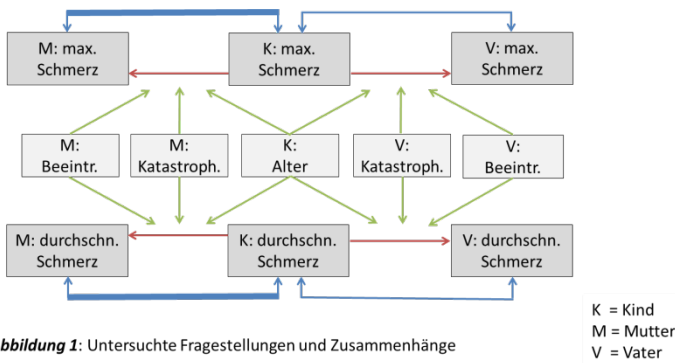 M: max.
Schmerz
K: max.
Schmerz
V: max.
Schmerz
M:
Beeintr.
M:
Katastroph.
K:
Alter
V:
Katastroph.
V:
Beeintr.
M: durchschn.
Schmerz
K: durchschn.
Schmerz
V: durchschn.
Schmerz
K = Kind
M = Mutter
V = Vater
bbildung 1: Untersuchte Fragestellungen und Zusammenhänge